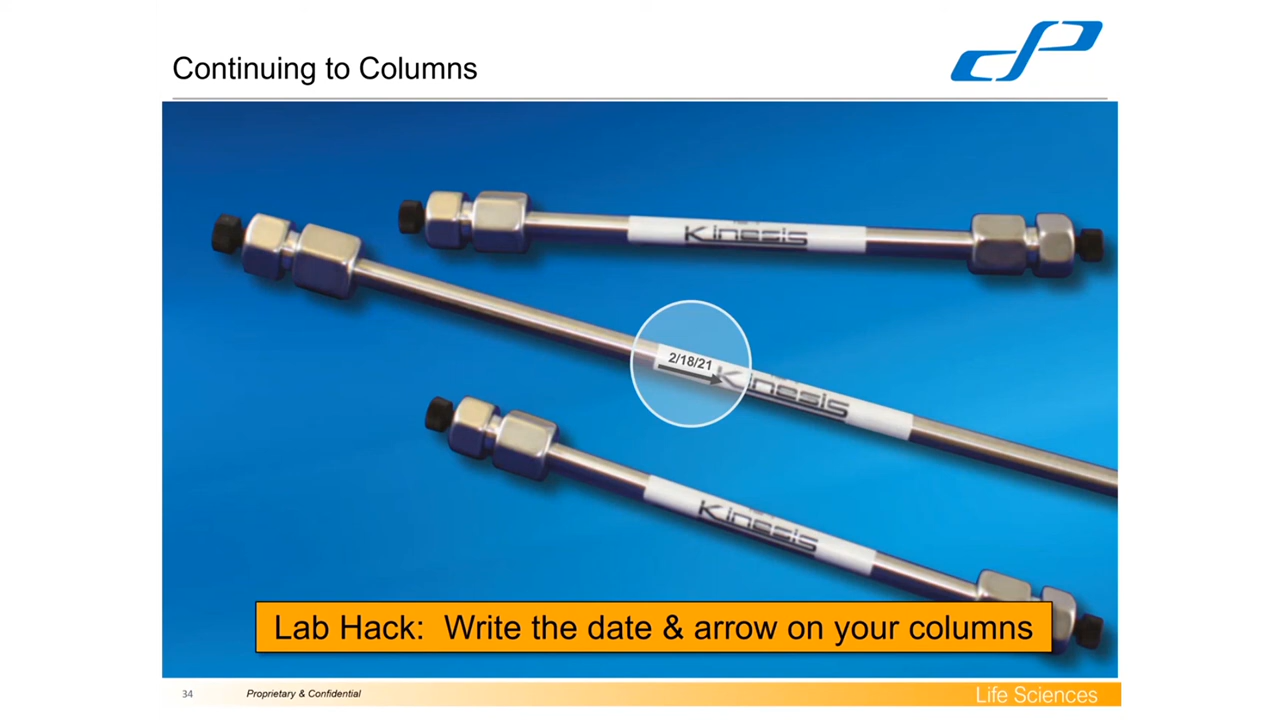 Continuing to Columns
Kinesis
2/18/21
Kinesis
Kinesis
Lab Hack: Write the date & arrow on your columns
34
Proprietary & Confidential
Life Sciences